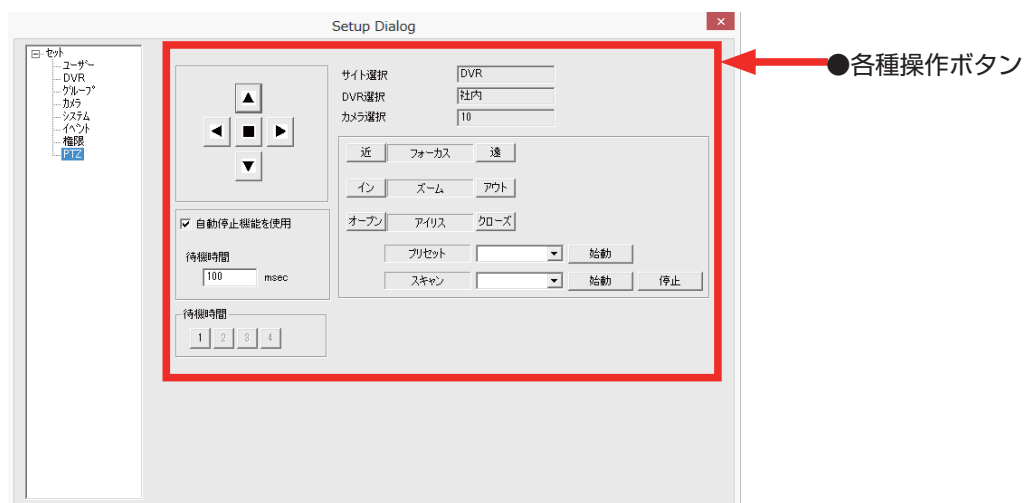 Setup Dialog
セット
ユーザー
DVR
グループ
カメラ
システム
イベント
権限
PTZ
サイト選択 DVR
DVR選択 社内
カメラ選択 10
近 フォーカス 遠
イン ズーム アウト
オープン アイリス クローズ
プリセット 始動
スキャン 始動 停止
自動停止機能を使用
待機時間
100 msec
待機時間
1 2 3 4
●各種操作ボタン